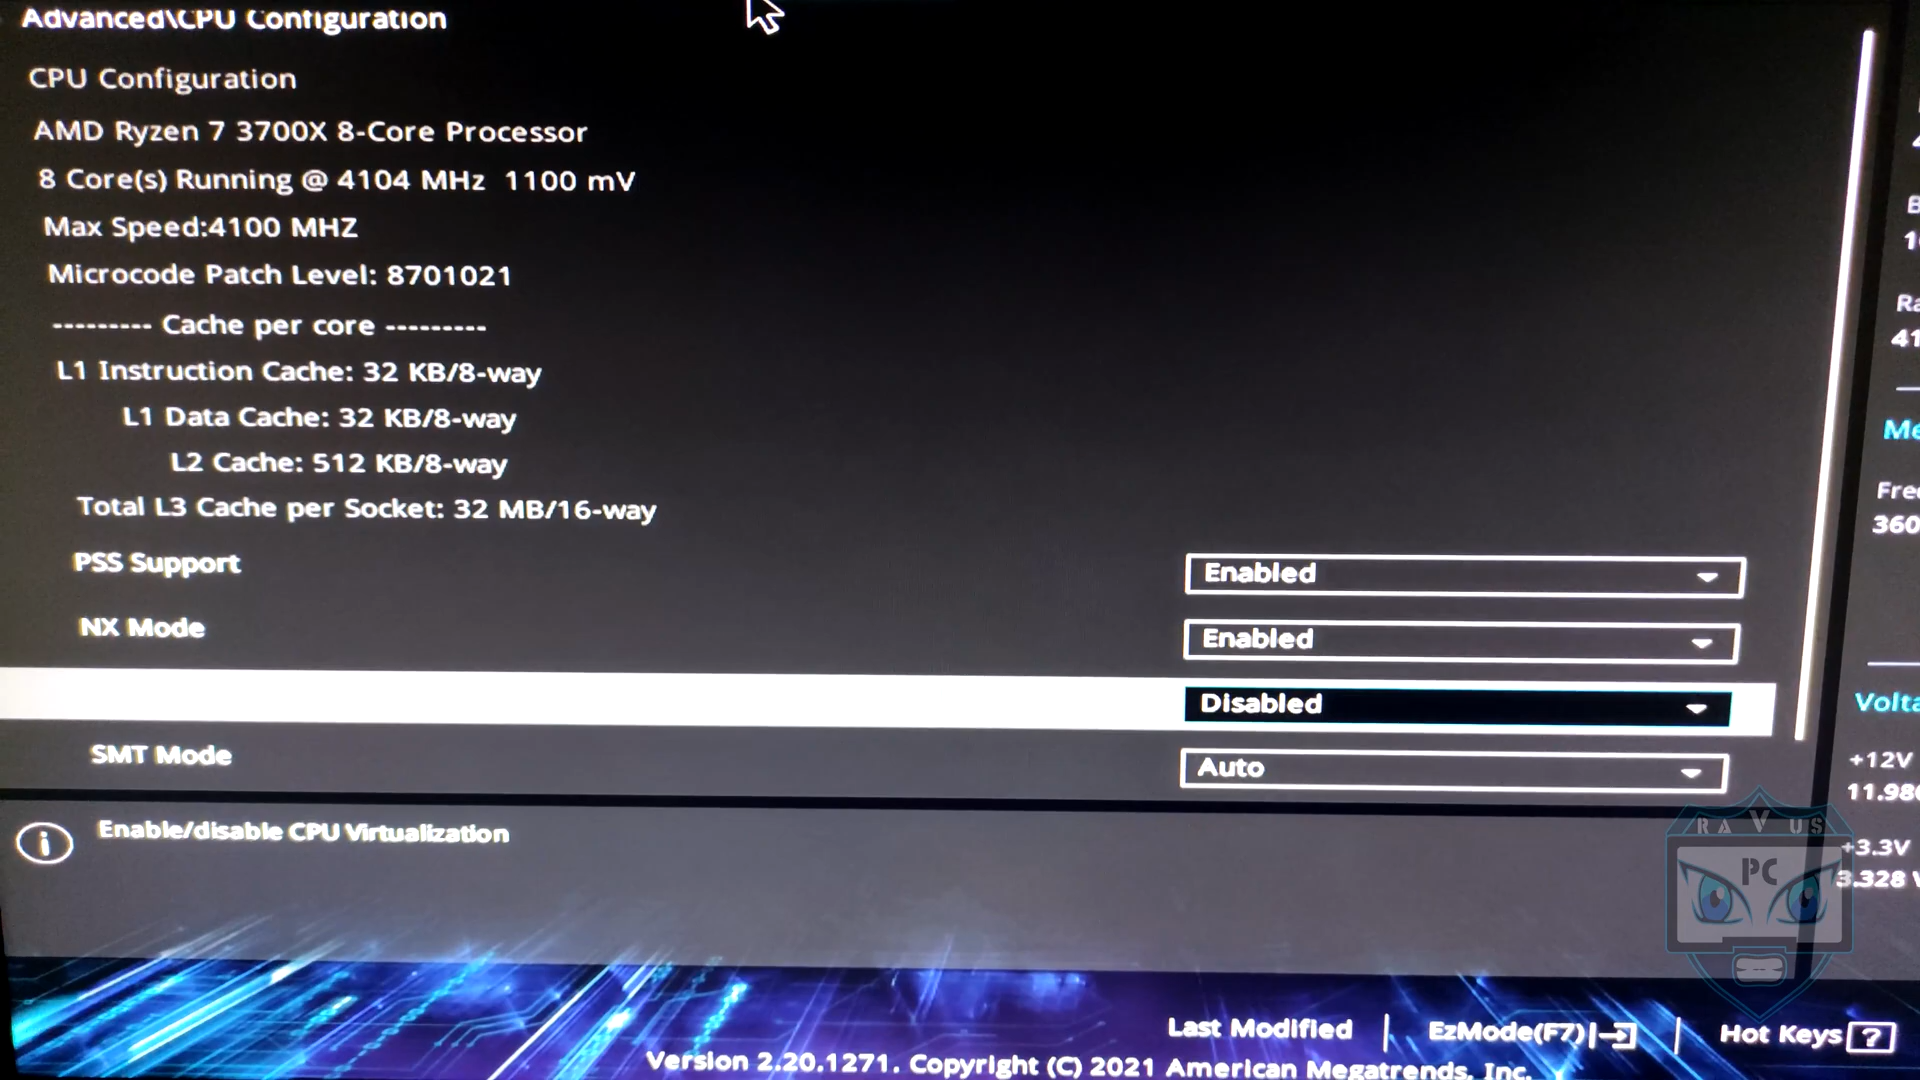 Advanced\CPU Configuration
CPU Configuration
AMD Ryzen 7 3700X 8-Core Processor
8 Core(s) Running @ 4104 MHz 1100 mV
Max Speed:4100 MHZ
Microcode Patch Level: 8701021
--------- Cache per core ---------
L1 Instruction Cache: 32 KB/8-way
L1 Data Cache: 32 KB/8-way
L2 Cache: 512 KB/8-way
Total L3 Cache per Socket: 32 MB/16-way
PSS Support Enabled
NX Mode Enabled
Disabled
SMT Mode Auto
Enable/disable CPU Virtualization
+12V
+3.3V
3.328 V
RAVUS
PC
Last Modified | EzMode(F7) | Hot Keys ?
Version 2.20.1271. Copyright (C) 2021 American Megatrends, Inc.